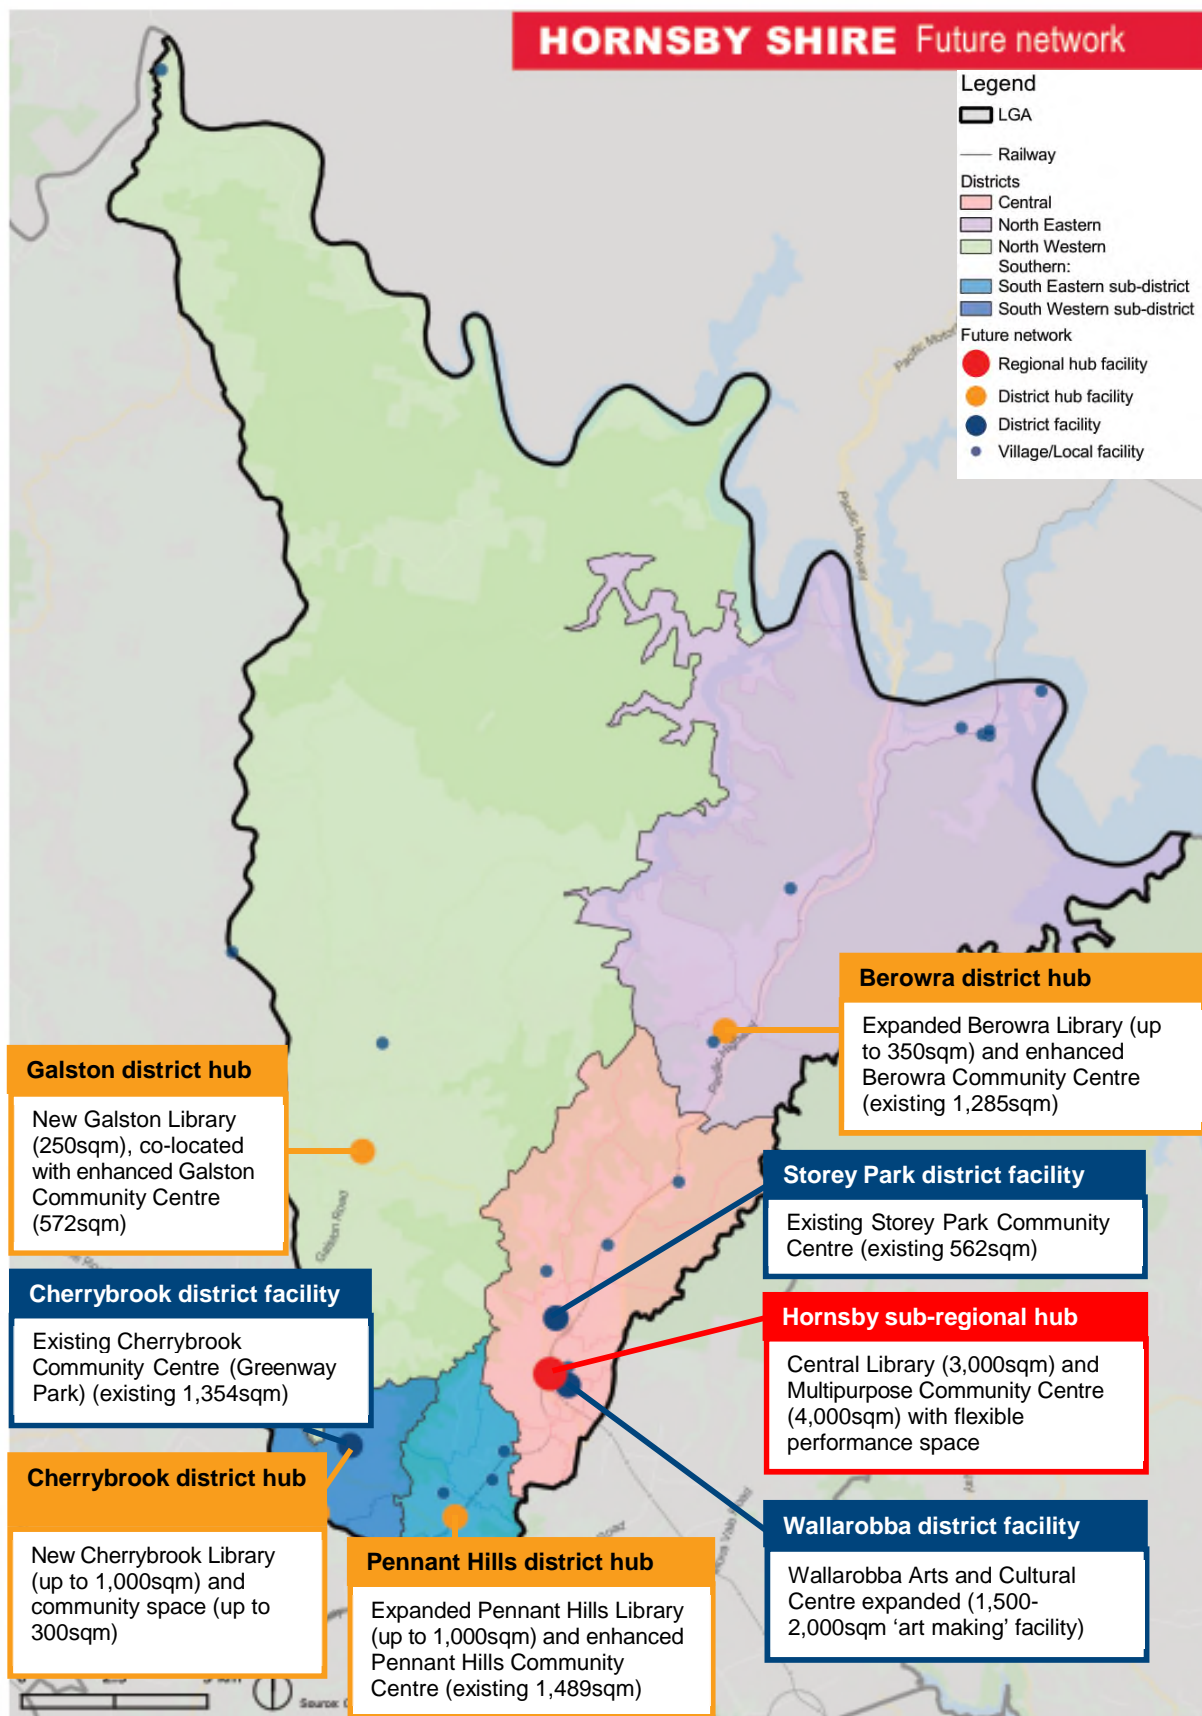 HORNSBY SHIRE Future network
Legend
LGA
Railway
Districts
Central
North Eastern
North Western
Southern:
South Eastern sub-district
South Western sub-district
Future network
Regional hub facility
District hub facility
District facility
Village/Local facility
Pacific Motorway
Berowra district hub
Expanded Berowra Library (up
to 350sqm) and enhanced
Berowra Community Centre
(existing 1,285sqm)
Galston district hub
New Galston Library
(250sqm), co-located
with enhanced Galston
Community Centre
(572sqm)
Galston Road
Storey Park district facility
Existing Storey Park Community
Centre (existing 562sqm)
Cherrybrook district facility
Existing Cherrybrook
Community Centre (Greenway
Park) (existing 1,354sqm)
Hornsby sub-regional hub
Central Library (3,000sqm) and
Multipurpose Community Centre
(4,000sqm) with flexible
performance space
Cherrybrook district hub
New Cherrybrook Library
(up to 1,000sqm) and
community space (up to
300sqm)
Pennant Hills district hub
Expanded Pennant Hills Library
(up to 1,000sqm) and enhanced
Pennant Hills Community
Centre (existing 1,489sqm)
Wallarobba district facility
Wallarobba Arts and Cultural
Centre expanded (1,500-
2,000sqm ‘art making’ facility)
Source: